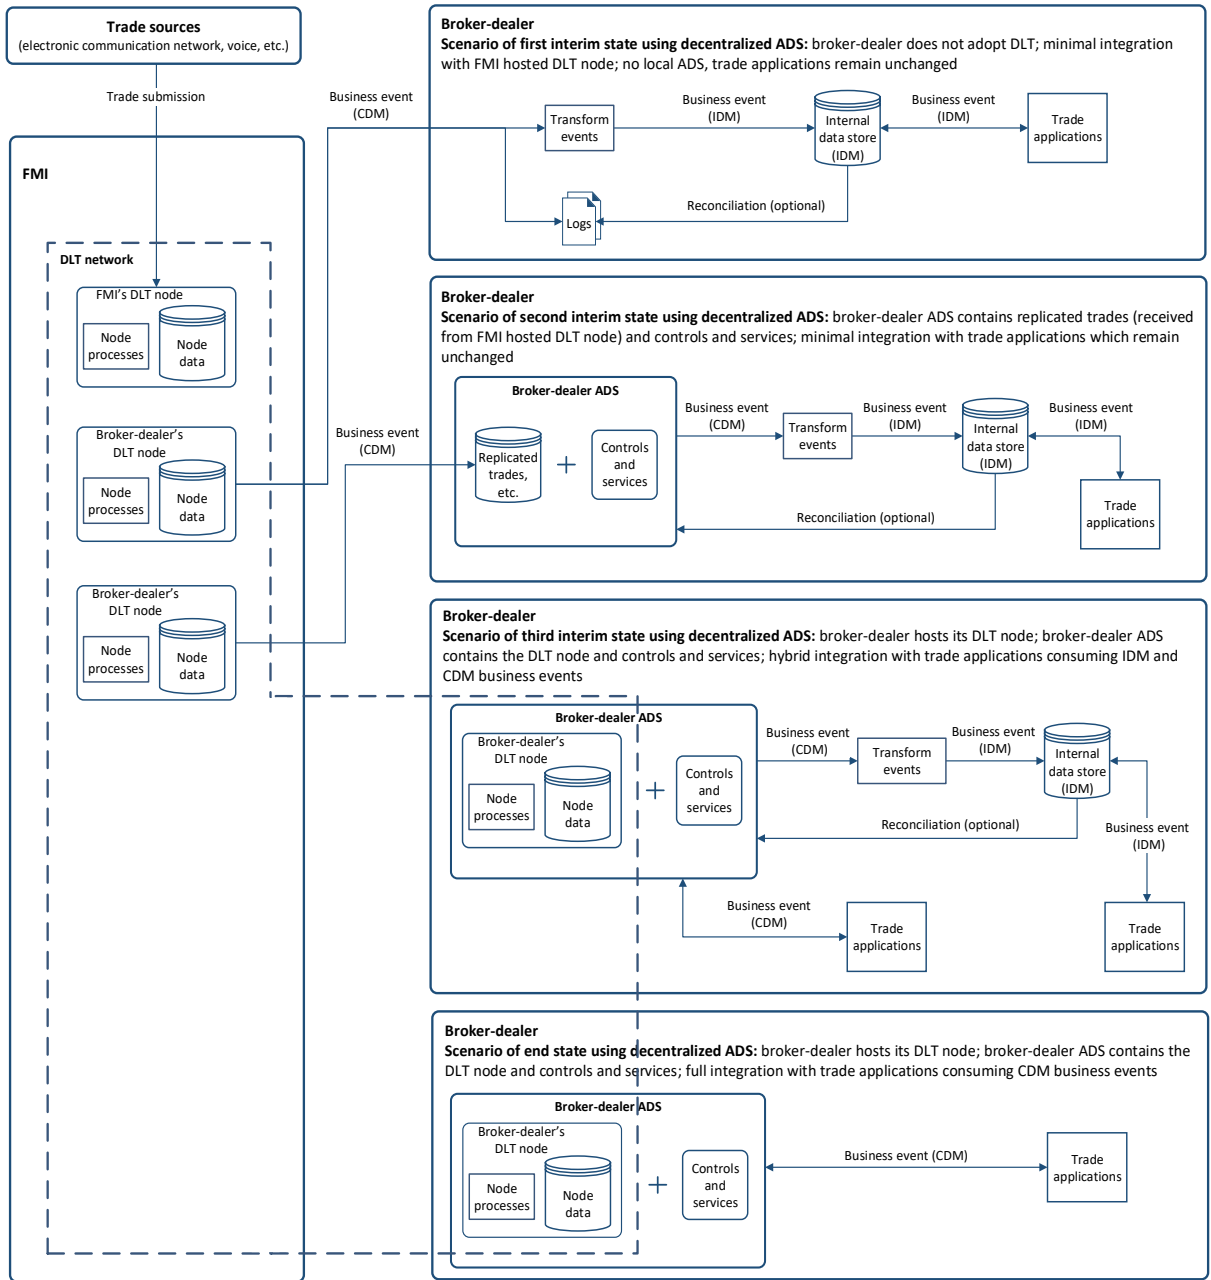 Trade sources
(electronic communication network, voice, etc.)
Trade submission
FMI
DLT network
FMI's DLT node
Node
processes
Node
data
Broker-dealer's
DLT node
Node
processes
Node
data
Broker-dealer's
DLT node
Node
processes
Node
data
Business event
(CDM)
Business event
(CDM)
Broker-dealer
Scenario of first interim state using decentralized ADS: broker-dealer does not adopt DLT; minimal integration
with FMI hosted DLT node; no local ADS, trade applications remain unchanged
Transform
events
Business event
(IDM)
Internal
data store
(IDM)
Business event
(IDM)
Trade
applications
Logs
Reconciliation (optional)
Broker-dealer
Scenario of second interim state using decentralized ADS: broker-dealer ADS contains replicated trades (received
from FMI hosted DLT node) and controls and services; minimal integration with trade applications which remain
unchanged
Broker-dealer ADS
Replicated
trades,
etc.
+
Controls
and
services
Business event
(CDM)
Transform
events
Business event
(IDM)
Internal
data store
(IDM)
Business event
(IDM)
Trade
applications
Reconciliation (optional)
Broker-dealer
Scenario of third interim state using decentralized ADS: broker-dealer hosts its DLT node; broker-dealer ADS
contains the DLT node and controls and services; hybrid integration with trade applications consuming IDM and
CDM business events
Broker-dealer ADS
Broker-dealer's
DLT node
Node
processes
Node
data
+
Controls
and
services
Business event
(CDM)
Transform
events
Business event
(IDM)
Internal
data store
(IDM)
Reconciliation (optional)
Business event
(IDM)
Business event
(CDM)
Trade
applications
Trade
applications
Broker-dealer
Scenario of end state using decentralized ADS: broker-dealer hosts its DLT node; broker-dealer ADS contains the
DLT node and controls and services; full integration with trade applications consuming CDM business events
Broker-dealer ADS
Broker-dealer's
DLT node
Node
processes
Node
data
+
Controls
and
services
Business event (CDM)
Trade
applications